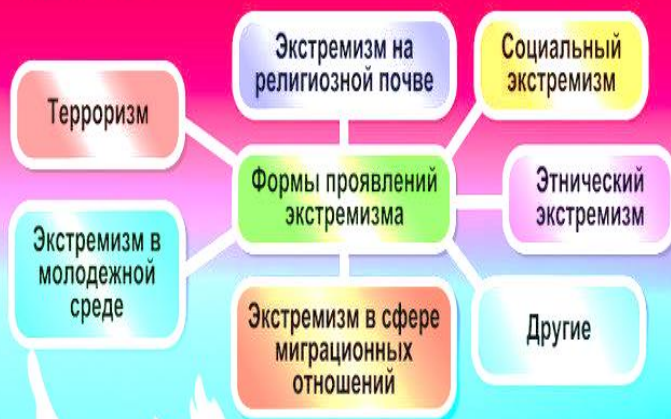 Экстремизм на
религиозной почве
Социальный
экстремизм
Терроризм
Формы проявлений
экстремизма
Этнический
экстремизм
Экстремизм в
молодежной
среде
Экстремизм в сфере
миграционных
отношений
Другие